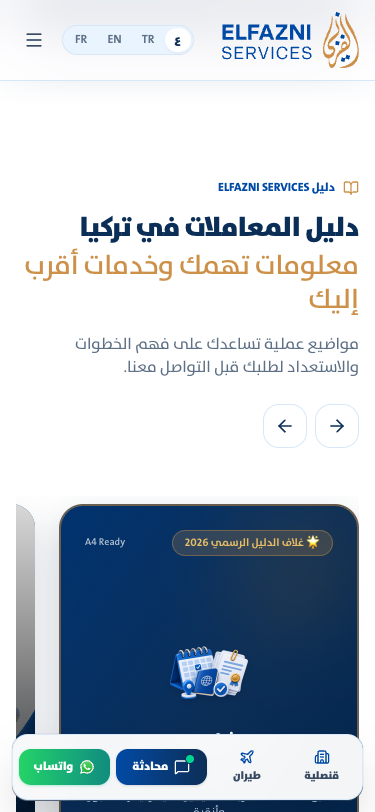 ELFAZNI
SERVICES
ع TR EN FR
دليل ELFAZNI SERVICES
دليل المعاملات في تركيا
معلومات تهمك وخدمات أقرب
إليك
مواضيع عملية تساعدك على فهم الخطوات
والاستعداد لطلبك قبل التواصل معنا.
غلاف الدليل الرسمي 2026
A4 Ready
قنصلية
طيران
محادثة
واتساب